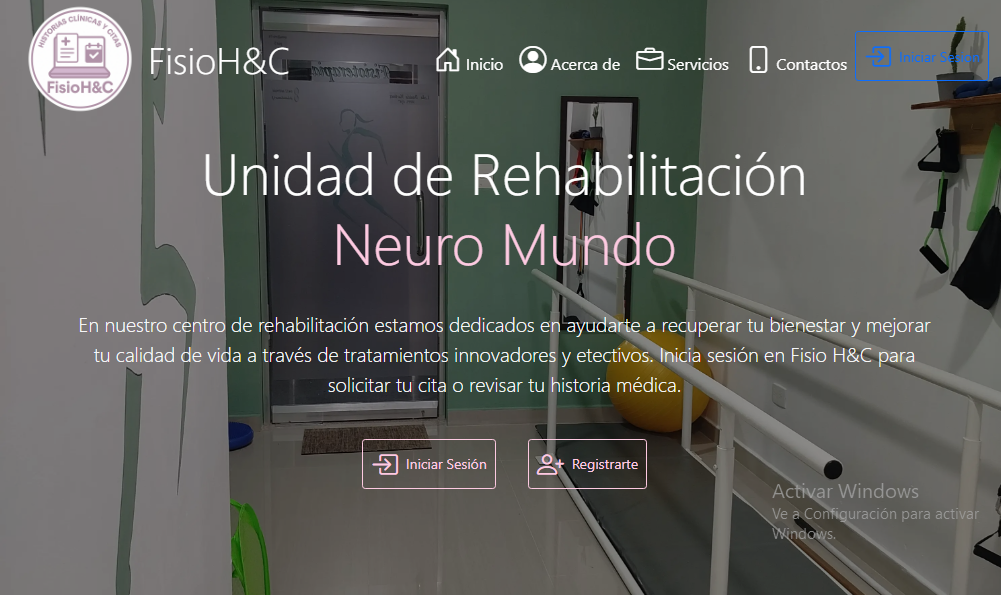 HISTORIAS CLÍNICAS Y CITAS
FisioH&C
FisioH&C
Inicio
Acerca de
Servicios
Contactos
Iniciar Sesión
Fisioterapia
Unidad de Rehabilitación
Neuro Mundo
En nuestro centro de rehabilitación estamos dedicados en ayudarte a recuperar tu bienestar y mejorar
tu calidad de vida a través de tratamientos innovadores y etectivos. Inicia sesión en Fisio H&C para
solicitar tu cita o revisar tu historia médica.
Iniciar Sesión
Registrarte
Activar Windows
Ve a Configuración para activar
Windows.